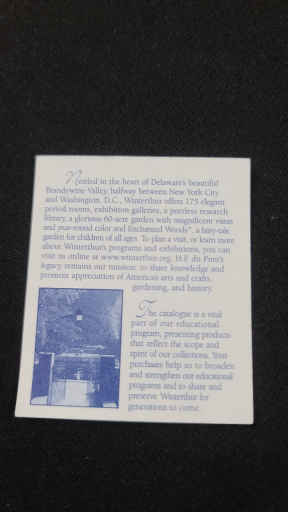 Nestled in the heart of Delaware's beautiful
Brandywine Valley, halfway between New York City
and Washington, D.C., Winterthur offers 175 elegant
period rooms, exhibition galleries, a peerless research
library, a glorious 60-acre garden with magnificent vistas
and year-round color and Enchanted Woods™, a fairy-tale
garden for children of all ages. To plan a visit, or learn more
about Winterthur's programs and exhibitions, you can
visit us online at www.winterthur.org. H.F. du Pont's
legacy remains our mission: to share knowledge and
promote appreciation of American arts and crafts,
gardening, and history.
The catalogue is a vital
part of our educational
program, presenting products
that reflect the scope and
spirit of our collections. Your
purchases help us to broaden
and strengthen our educational
programs and to share and
preserve Winterthur for
generations to come.